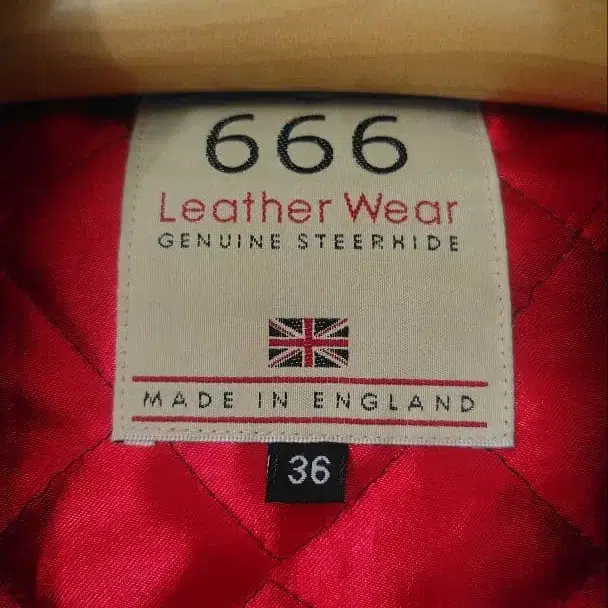 666
Leather Wear
GENUINE STEERHIDE
MADE IN ENGLAND
36